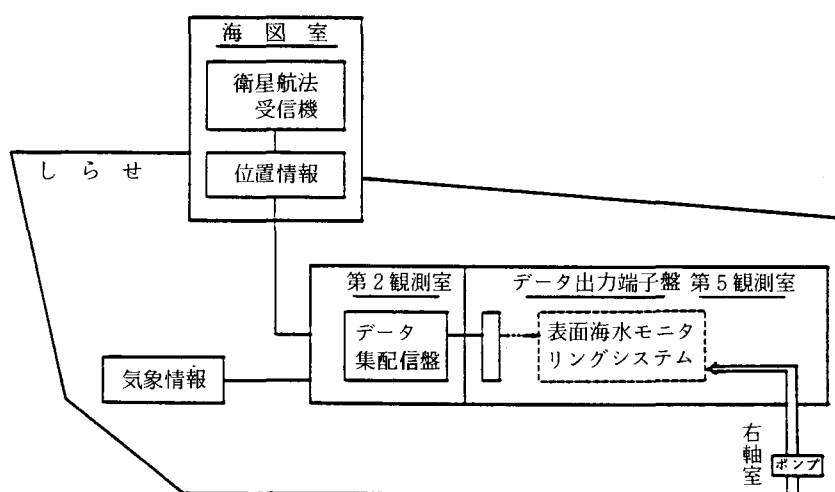 海図室
衛星航法
受信機
位置情報
しらせ
第2観測室
データ出力端子盤
第5観測室
データ
集配信盤
表面海水モニタ
リングシステム
気象情報
右軸室
ポンプ